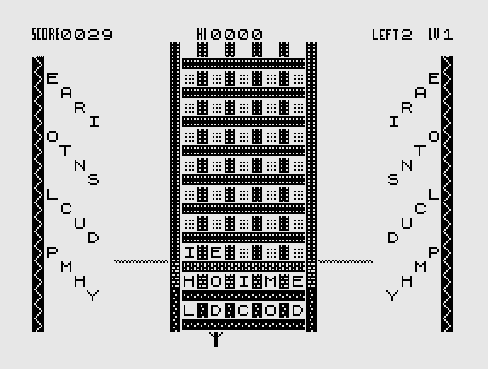 SCORE0029 HI0000 LEFT2 LV1
E A R I
O T N S
L C U D
P M H Y
I E
H O I M E
L D C O D
E A R I
O T N S
L C U D
P M H Y